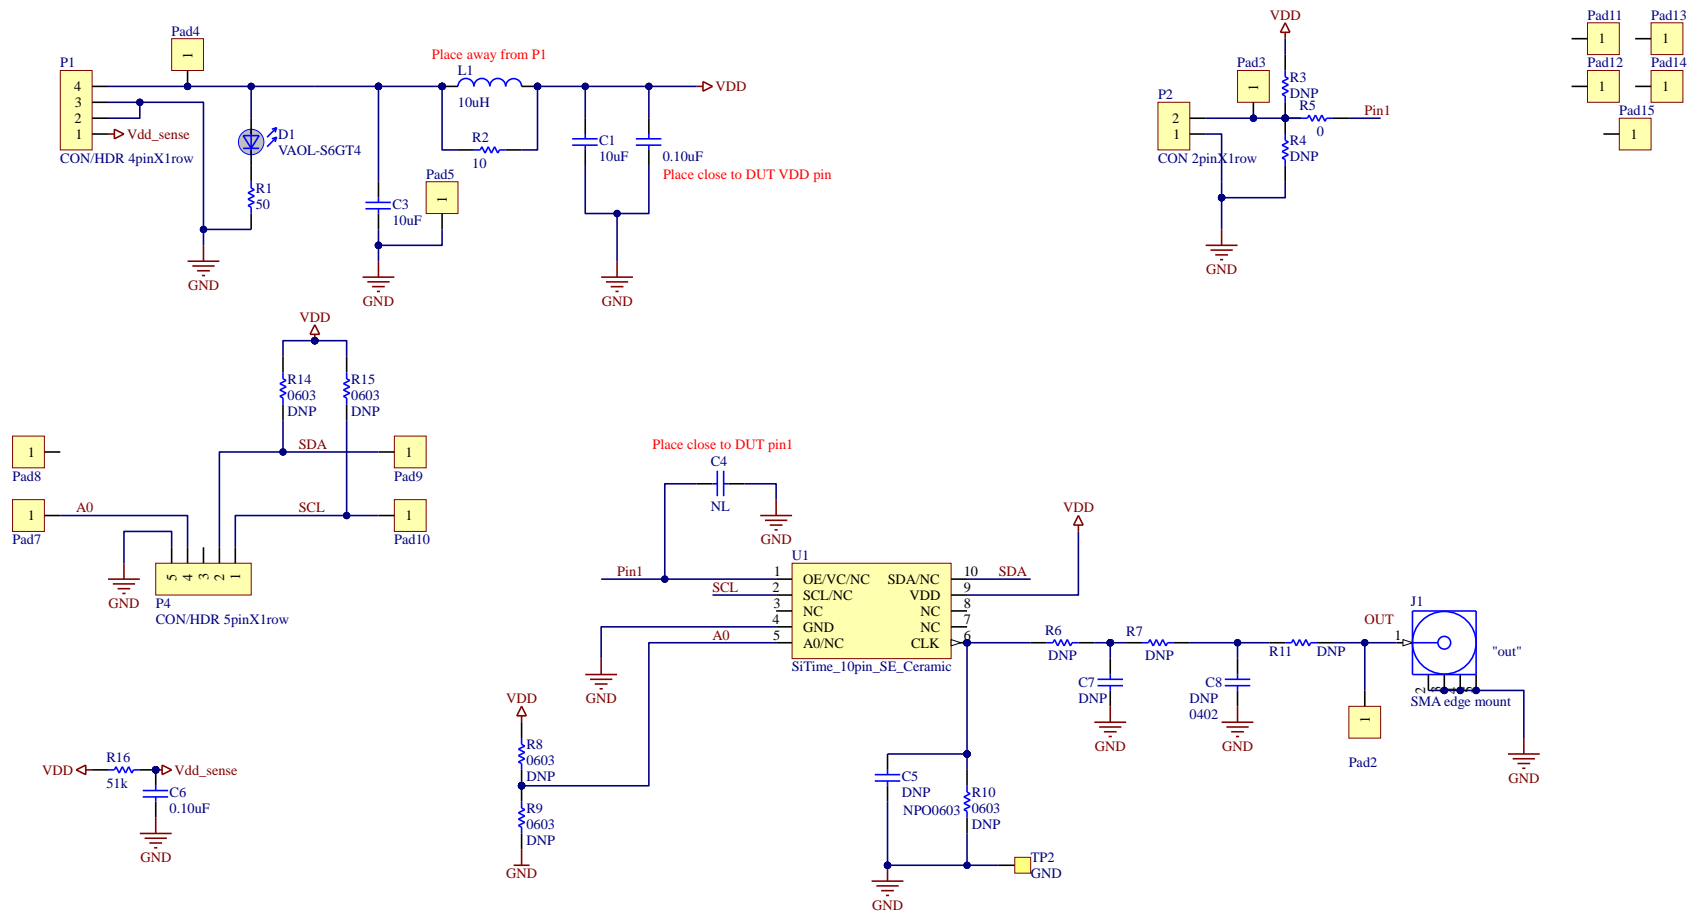 Pad4
1
P1
4
3
2
1
Vdd_sense
CON/HDR 4pinX1row
D1
VAOL-S6GT4
R1
50
GND
Place away from P1
L1
10uH
R2
10
Pad5
1
C3
10uF
GND
C1
10uF
0.10uF
Place close to DUT VDD pin
GND
VDD
VDD
Pad3
1
R3
DNP
R5
0
Pin1
P2
2
1
CON 2pinX1row
R4
DNP
GND
Pad11
1
Pad13
1
Pad12
1
Pad14
1
Pad15
1
VDD
R14
0603
DNP
R15
0603
DNP
SDA
1
Pad8
1
Pad9
A0
SCL
1
Pad7
1
Pad10
GND
5
4
3
2
1
P4
CON/HDR 5pinX1row
Place close to DUT pin1
C4
NL
GND
U1
Pin1
1
OE/VC/NC
SDA/NC
10
SDA
SCL
2
SCL/NC
VDD
9
3
NC
NC
8
4
GND
NC
7
A0
5
A0/NC
CLK
6
SiTime_10pin_SE_Ceramic
VDD
GND
R6
DNP
R7
DNP
C7
DNP
GND
C8
DNP
0402
GND
R11
DNP
OUT
1
J1
"out"
2
SMA edge mount
1
Pad2
GND
VDD
R8
0603
DNP
R9
0603
DNP
GND
C5
DNP
NPO0603
R10
0603
DNP
TP2
GND
GND
VDD
R16
51k
Vdd_sense
C6
0.10uF
GND